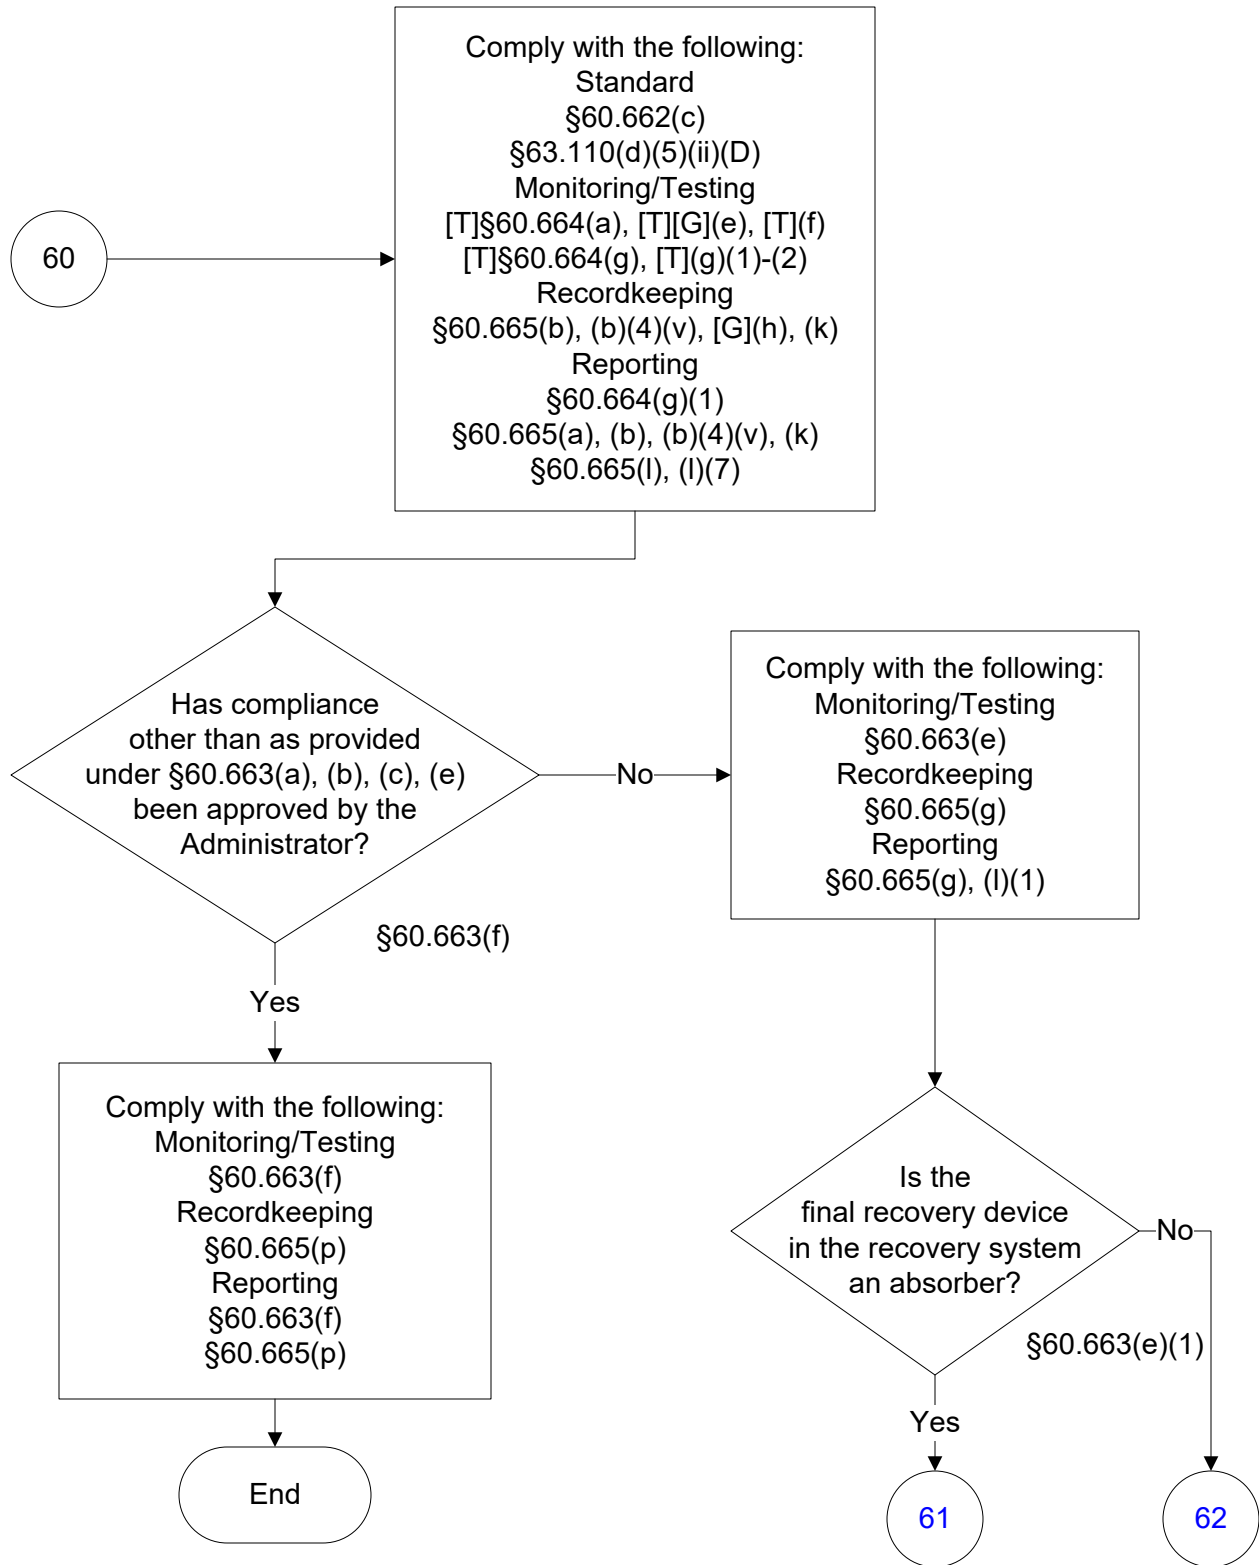 Comply with the following:
Standard
§60.662(c)
§63.110(d)(5)(ii)(D)
Monitoring/Testing
[T]§60.664(a), [T][G](e), [T](f)
[T]§60.664(g), [T](g)(1)-(2)
Recordkeeping
§60.665(b), (b)(4)(v), [G](h), (k)
Reporting
§60.664(g)(1)
§60.665(a), (b), (b)(4)(v), (k)
§60.665(l), (l)(7)
60
Has compliance
other than as provided
under §60.663(a), (b), (c), (e)
been approved by the
Administrator?
No
§60.663(f)
Yes
Comply with the following:
Monitoring/Testing
§60.663(e)
Recordkeeping
§60.665(g)
Reporting
§60.665(g), (l)(1)
Comply with the following:
Monitoring/Testing
§60.663(f)
Recordkeeping
§60.665(p)
Reporting
§60.663(f)
§60.665(p)
End
Is the
final recovery device
in the recovery system
an absorber?
No
§60.663(e)(1)
Yes
61
62